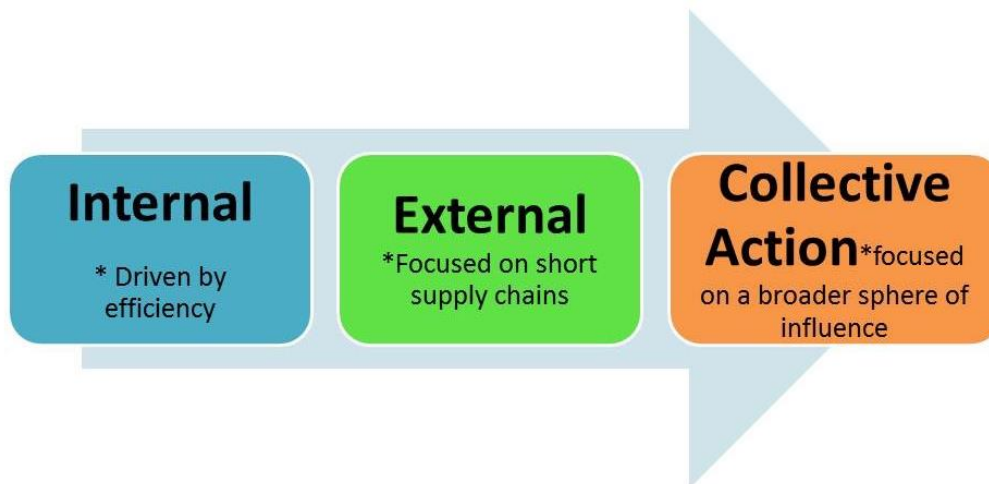 Internal
* Driven by
efficiency
External
*Focused on short
supply chains
Collective
Action*focused
on a broader sphere of
influence